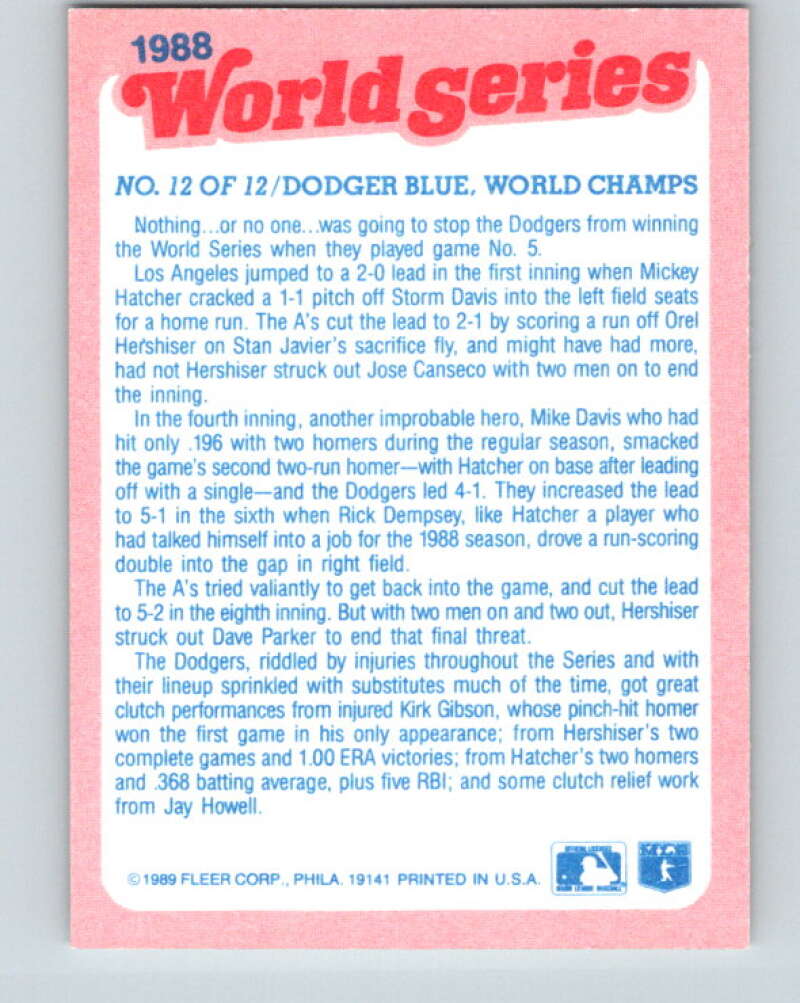 1988
World series
NO. 12 OF 12/DODGER BLUE, WORLD CHAMPS
Nothing...or no one...was going to stop the Dodgers from winning
the World Series when they played game No. 5.
Los Angeles jumped to a 2-0 lead in the first inning when Mickey
Hatcher cracked a 1-1 pitch off Storm Davis into the left field seats
for a home run. The A's cut the lead to 2-1 by scoring a run off Orel
Hershiser on Stan Javier's sacrifice fly, and might have had more,
had not Hershiser struck out Jose Canseco with two men on to end
the inning.
In the fourth inning, another improbable hero, Mike Davis who had
hit only .196 with two homers during the regular season, smacked
the game's second two-run homer—with Hatcher on base after leading
off with a single—and the Dodgers led 4-1. They increased the lead
to 5-1 in the sixth when Rick Dempsey, like Hatcher a player who
had talked himself into a job for the 1988 season, drove a run-scoring
double into the gap in right field.
The A's tried valiantly to get back into the game, and cut the lead
to 5-2 in the eighth inning. But with two men on and two out, Hershiser
struck out Dave Parker to end that final threat.
The Dodgers, riddled by injuries throughout the Series and with
their lineup sprinkled with substitutes much of the time, got great
clutch performances from injured Kirk Gibson, whose pinch-hit homer
won the first game in his only appearance; from Hershiser's two
complete games and 1.00 ERA victories; from Hatcher's two homers
and .368 batting average, plus five RBI; and some clutch relief work
from Jay Howell.
©1989 FLEER CORP., PHILA. 19141 PRINTED IN U.S.A.